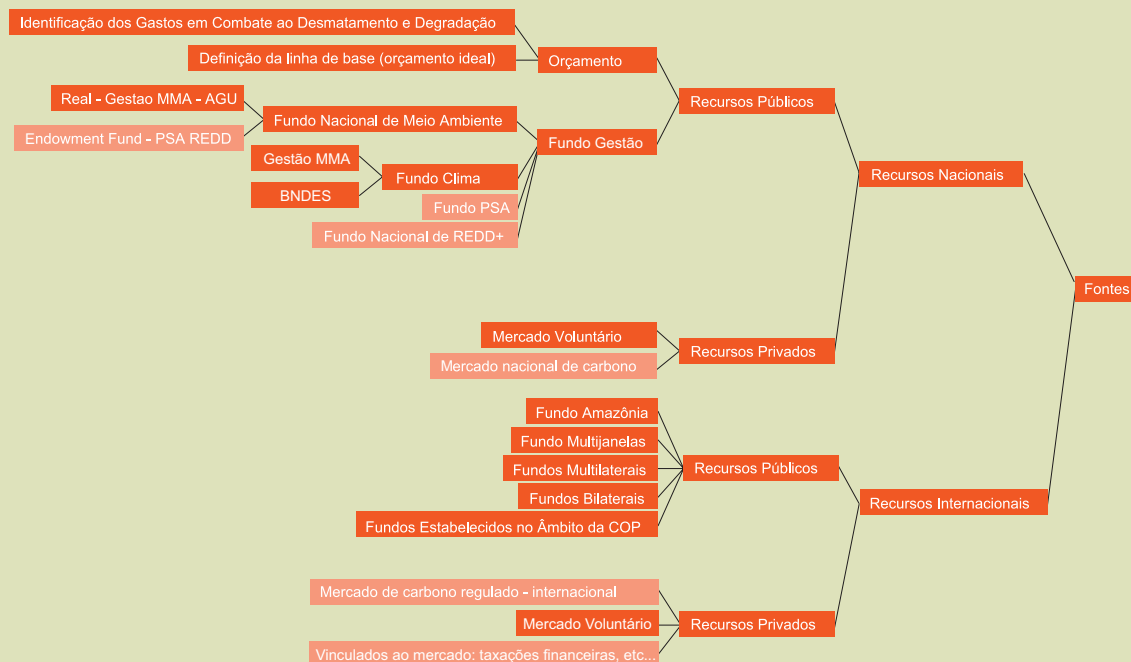 Identificação dos Gastos em Combate ao Desmatamento e Degradação
Definição da linha de base (orçamento ideal)
Orçamento
Real - Gestao MMA - AGU
Recursos Públicos
Fundo Nacional de Meio Ambiente
Endowment Fund - PSA REDD
Fundo Gestão
Gestão MMA
Fundo Clima
Recursos Nacionais
BNDES
Fundo PSA
Fundo Nacional de REDD+
Fontes
Mercado Voluntário
Recursos Privados
Mercado nacional de carbono
Fundo Amazônia
Fundo Multijanelas
Fundos Multilaterais
Recursos Públicos
Fundos Bilaterais
Recursos Internacionais
Fundos Estabelecidos no Âmbito da COP
Mercado de carbono regulado - internacional
Mercado Voluntário
Recursos Privados
Vinculados ao mercado: taxações financeiras, etc...